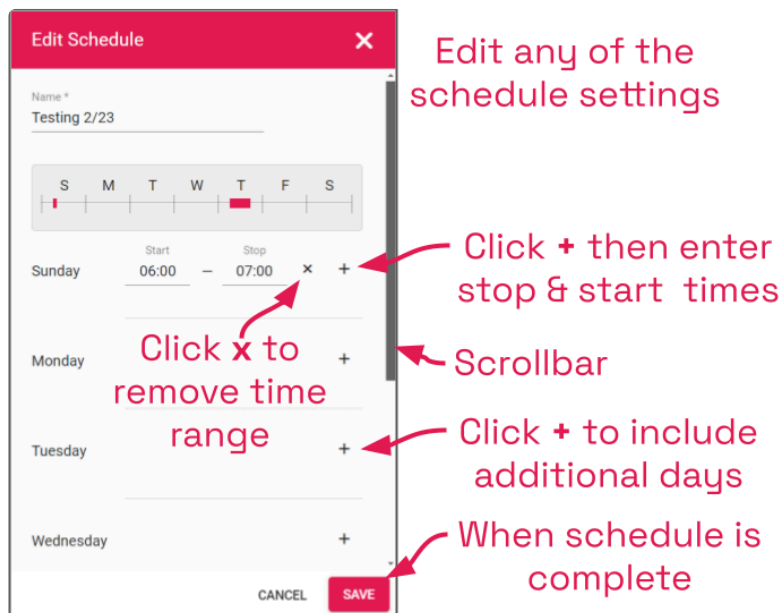 Edit Schedule
×
Edit any of the
schedule settings
Name *
Testing 2/23
S M T W T F S
Start
Stop
Sunday
06:00 – 07:00 × +
Click + then enter
stop & start times
Click x to
remove time
range
Monday
+
Scrollbar
Tuesday
+
Click + to include
additional days
Wednesday
+
When schedule is
complete
CANCEL
SAVE